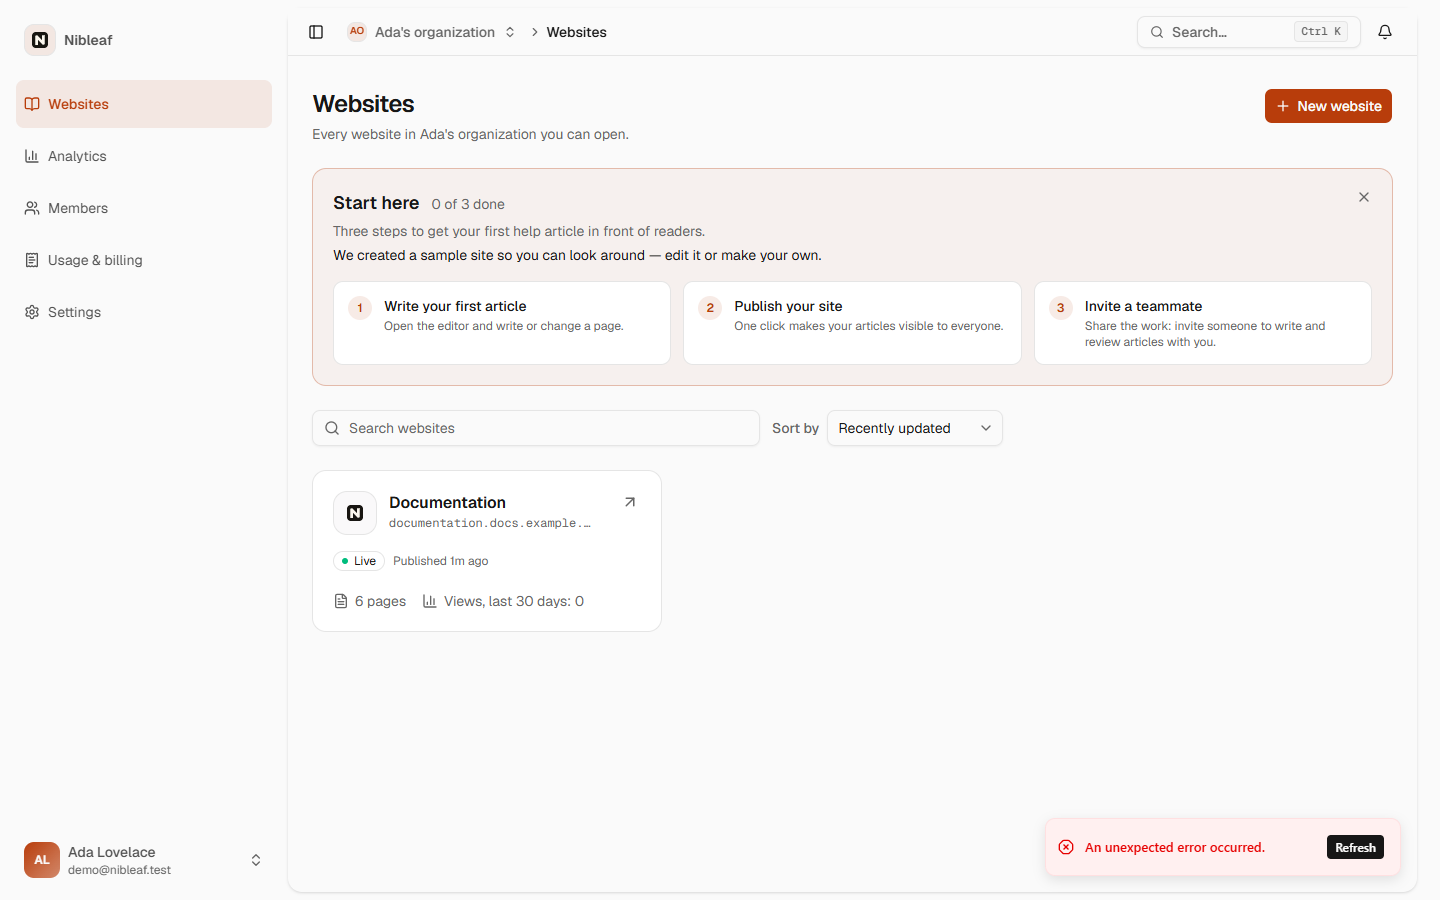 Nibleaf
Websites
Analytics
Members
Usage & billing
Settings
AL
Ada Lovelace
demo@nibleaf.test
AO Ada's organization Websites
Search... Ctrl K
Websites
Every website in Ada's organization you can open.
New website
Start here 0 of 3 done
Three steps to get your first help article in front of readers.
We created a sample site so you can look around — edit it or make your own.
1 Write your first article
Open the editor and write or change a page.
2 Publish your site
One click makes your articles visible to everyone.
3 Invite a teammate
Share the work: invite someone to write and
review articles with you.
Search websites
Sort by Recently updated
Documentation
documentation.docs.example.…
Live Published 1m ago
6 pages Views, last 30 days: 0
An unexpected error occurred. Refresh